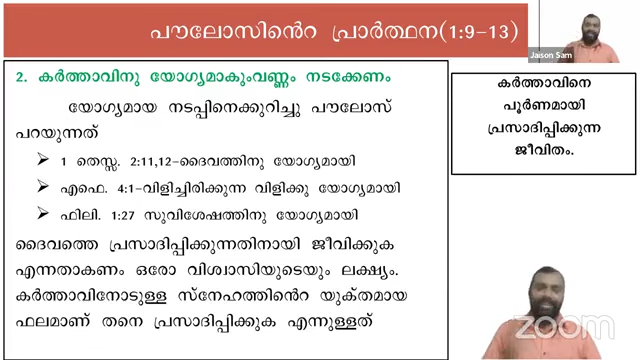 പൗലോസിൻെറ പ്രാർത്ഥന(1:9-13)
Jaison Sam
2. കർത്താവിനു യോഗ്യമാകുംവണ്ണം നടക്കേണം
യോഗ്യമായ നടപ്പിനെക്കുറിച്ചു പൗലോസ്
പറയുന്നത്
➢ 1 തെസ്സ. 2:11,12-ദൈവത്തിനു യോഗ്യമായി
➢ എഫെ. 4:1-വിളിച്ചിരിക്കുന്ന വിളിക്കു യോഗ്യമായി
➢ ഫിലി. 1:27 സുവിശേഷത്തിനു യോഗ്യമായി
ദൈവത്തെ പ്രസാദിപ്പിക്കുന്നതിനായി ജീവിക്കുക
എന്നതാകണം ഒരോ വിശ്വാസിയുടെയും ലക്ഷ്യം.
കർത്താവിനോടുള്ള സ്നേഹത്തിൻെറ യുക്തമായ
ഫലമാണ് തനെ പ്രസാദിപ്പിക്കുക എന്നുള്ളത്
കർത്താവിനെ
പൂർണമായി
പ്രസാദിപ്പിക്കുന്ന
ജീവിതം.
zoom